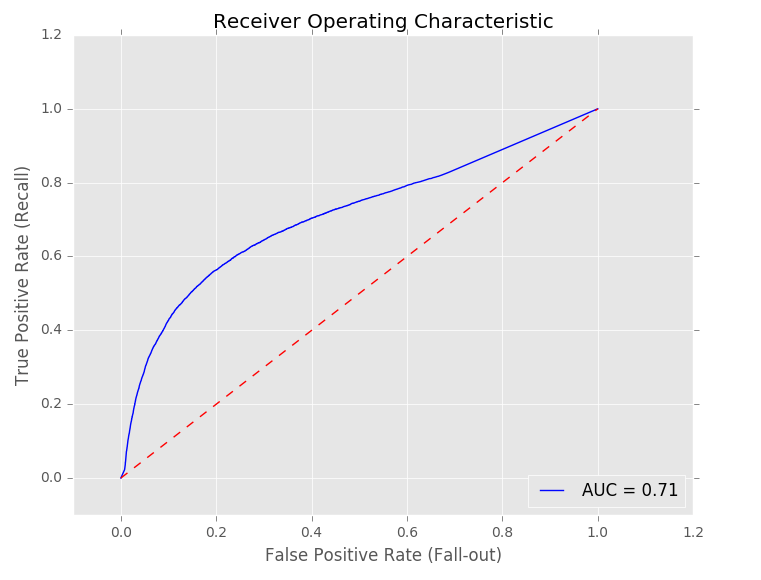 Receiver Operating Characteristic
1.2
1.0
0.8
0.6
0.4
0.2
0.0
True Positive Rate (Recall)
AUC = 0.71
0.0 0.2 0.4 0.6 0.8 1.0 1.2
False Positive Rate (Fall-out)